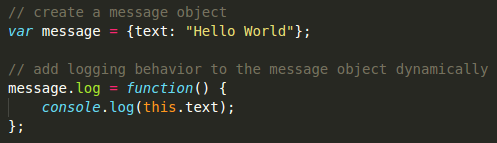 // create a message object
var message = {text: "Hello World"};
// add logging behavior to the message object dynamically
message.log = function() {
    console.log(this.text);
};